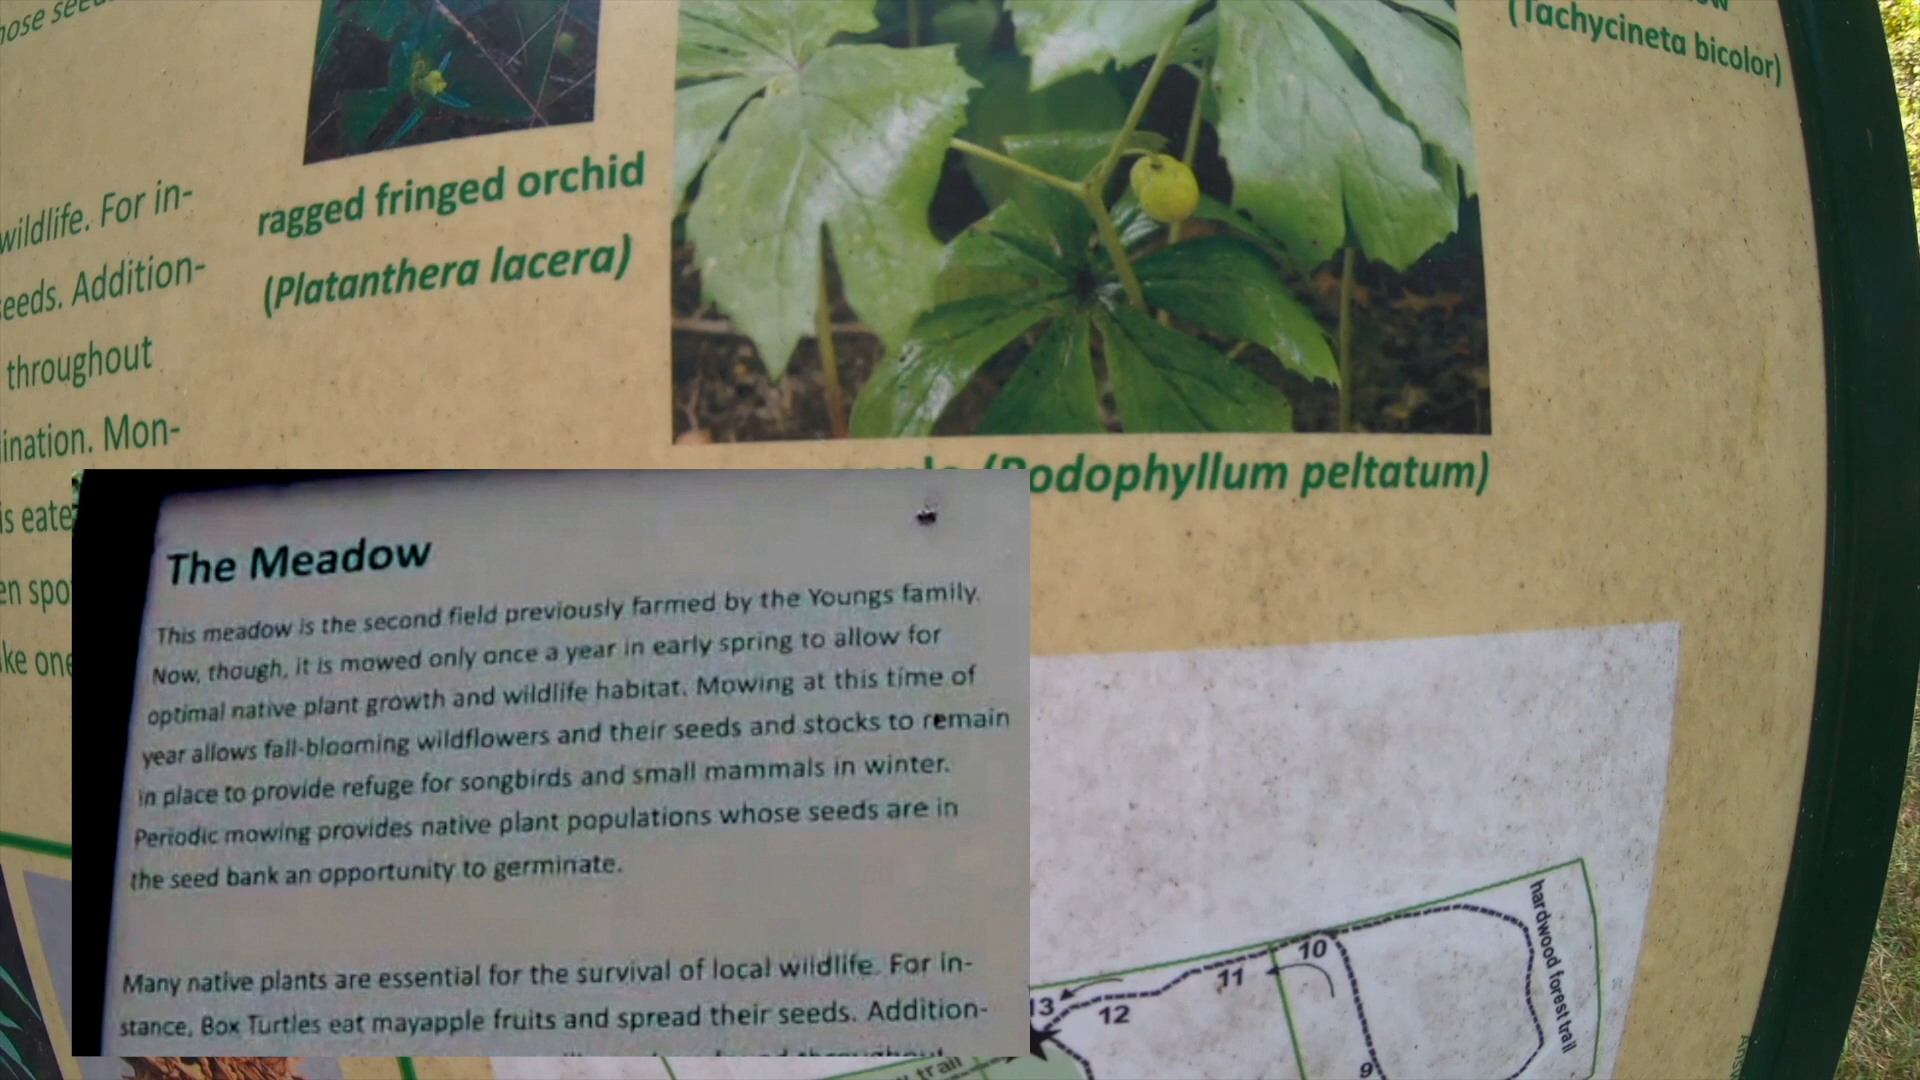 (Tachycineta bicolor)
wildlife. For in-
seeds. Addition-
throughout
Mon-
ragged fringed orchid
(Platanthera lacera)
peltatum)
The Meadow
This meadow is the second field previously farmed by the Youngs family.
Now, though, it is mowed only once a year in early spring to allow for
optimal native plant growth and wildlife habitat. Mowing at this time of
year allows fall-blooming wildflowers and their seeds and stocks to remain
in place to provide refuge for songbirds and small mammals in winter.
Periodic mowing provides native plant populations whose seeds are in
the seed bank an opportunity to germinate.
Many native plants are essential for the survival of local wildlife. For in-
stance, Box Turtles eat mayapple fruits and spread their seeds. Addition-
hardwood forest trail
10
11
13
12
9
trail